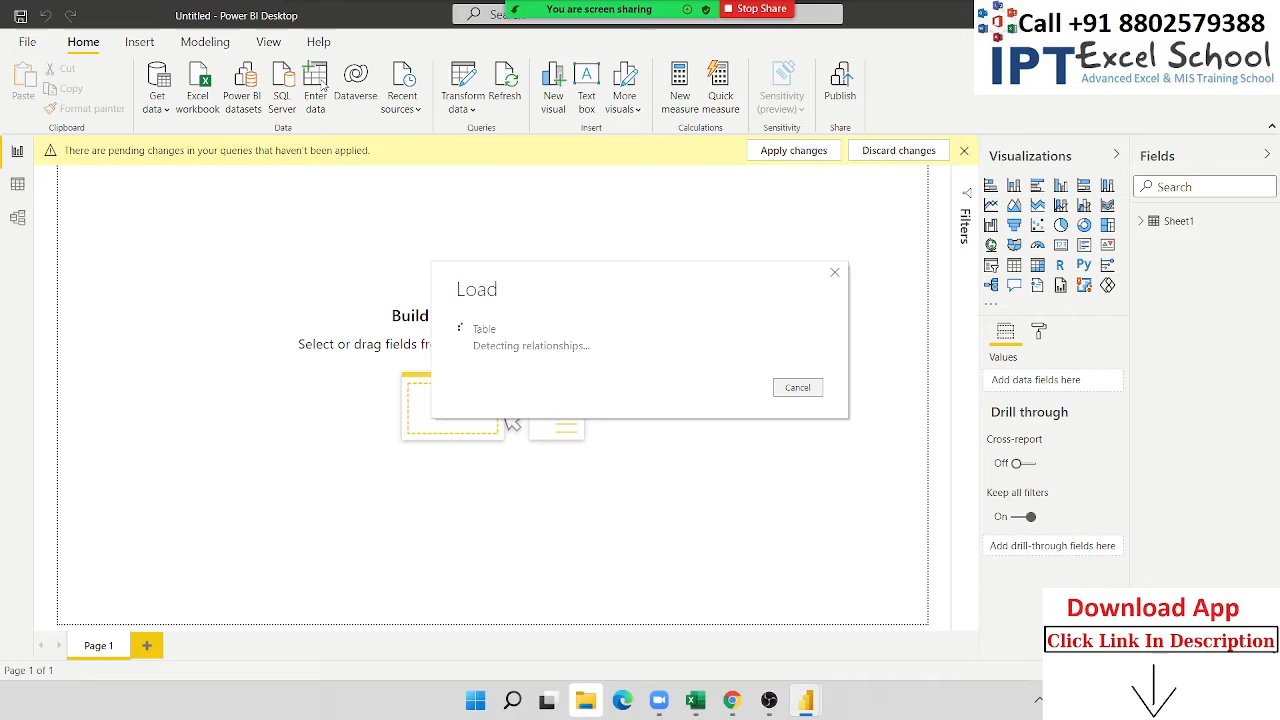 Untitled - Power BI Desktop
Sear
You are screen sharing
Stop Share
Call +91 8802579388
IPT Excel School
Advanced Excel & MIS Training School
File Home Insert Modeling View Help
Paste
Cut
Copy
Format painter
Get data
Excel workbook
Power BI datasets
SQL Server
Enter data
Dataverse
Recent sources
Transform data
Refresh
New visual
Text box
More visuals
New measure
Quick measure
Sensitivity (preview)
Publish
Clipboard Data Queries Insert Calculations Sensitivity Share
There are pending changes in your queries that haven't been applied.
Apply changes
Discard changes
Filters
Visualizations
Fields
Search
Sheet1
R
Py
123
Load
Table
Detecting relationships...
Cancel
Build
Select or drag fields fr
Values
Add data fields here
Drill through
Cross-report
Off
Keep all filters
On
Add drill-through fields here
Page 1
Page 1 of 1
Download App
Click Link In Description